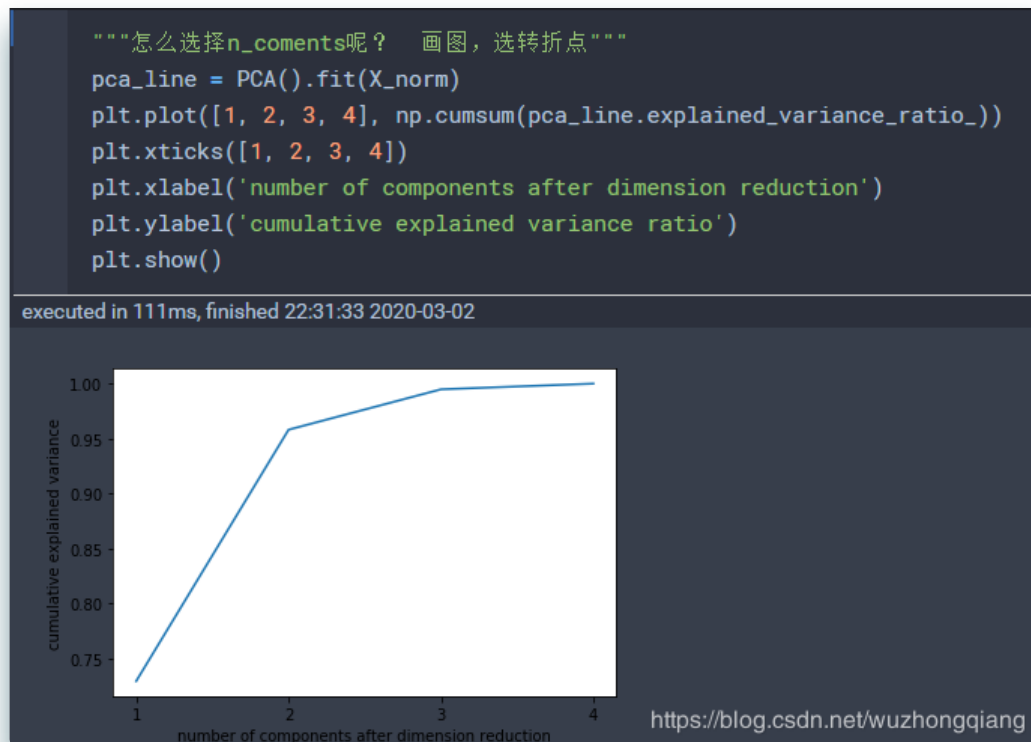 """怎么选择n_coments呢？  画图，选转折点"""
pca_line = PCA().fit(X_norm)
plt.plot([1, 2, 3, 4], np.cumsum(pca_line.explained_variance_ratio_))
plt.xticks([1, 2, 3, 4])
plt.xlabel('number of components after dimension reduction')
plt.ylabel('cumulative explained variance ratio')
plt.show()
executed in 111ms, finished 22:31:33 2020-03-02
1.00
0.95
0.90
0.85
0.80
0.75
cumulative explained variance
1 2 3 4
number of components after dimension reduction
https://blog.csdn.net/wuzhongqiang